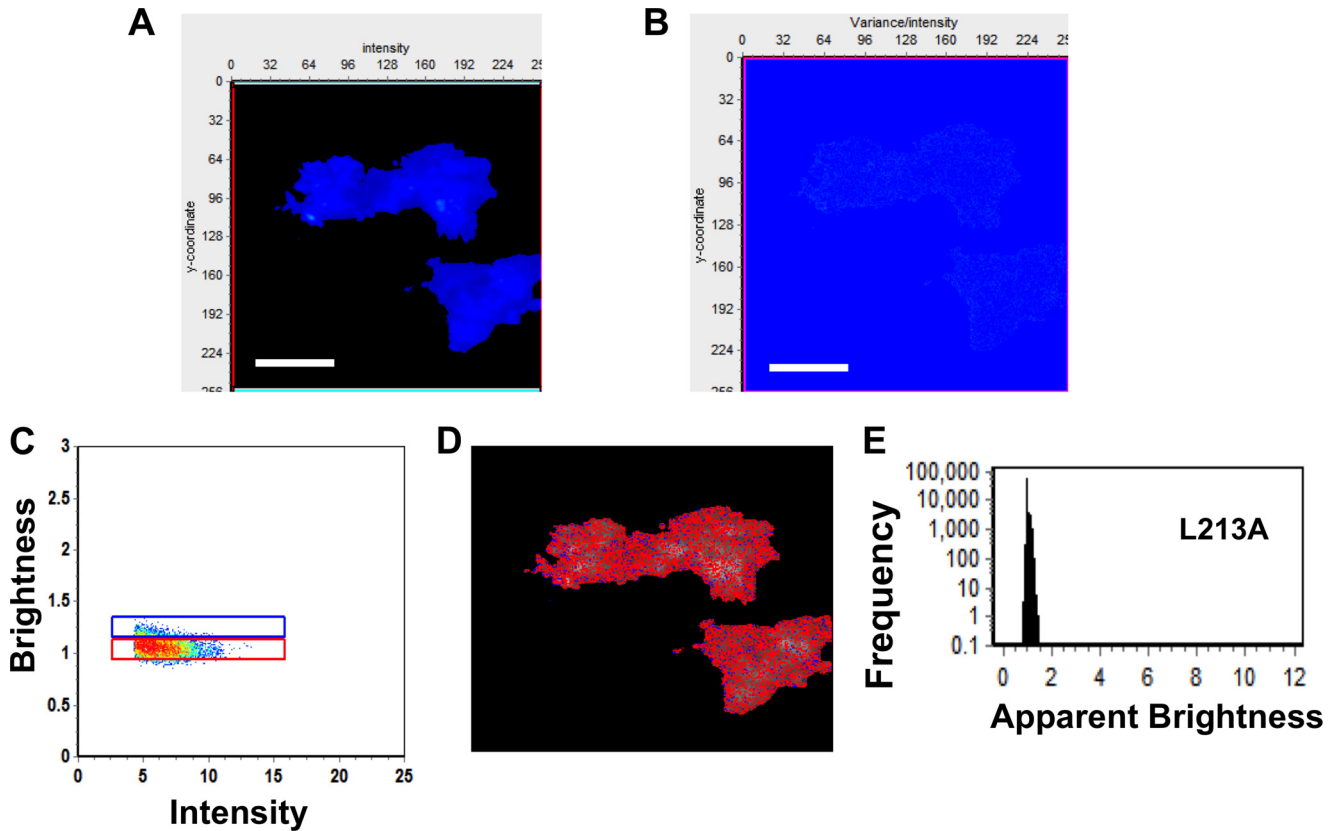 A
intensity
0 32 64 96 128 160 192 224 25
0
32
64
96
128
160
192
224
256
y-coordinate
B
Variance/intensity
0 32 64 96 128 160 192 224 25
0
32
64
96
128
160
192
224
256
y-coordinate
C
3
2.5
2
1.5
1
0.5
0
Brightness
0 5 10 15 20 25
Intensity
D
E
100,000
10,000
1,000
100
10
1
0.1
Frequency
L213A
0 2 4 6 8 10 12
Apparent Brightness